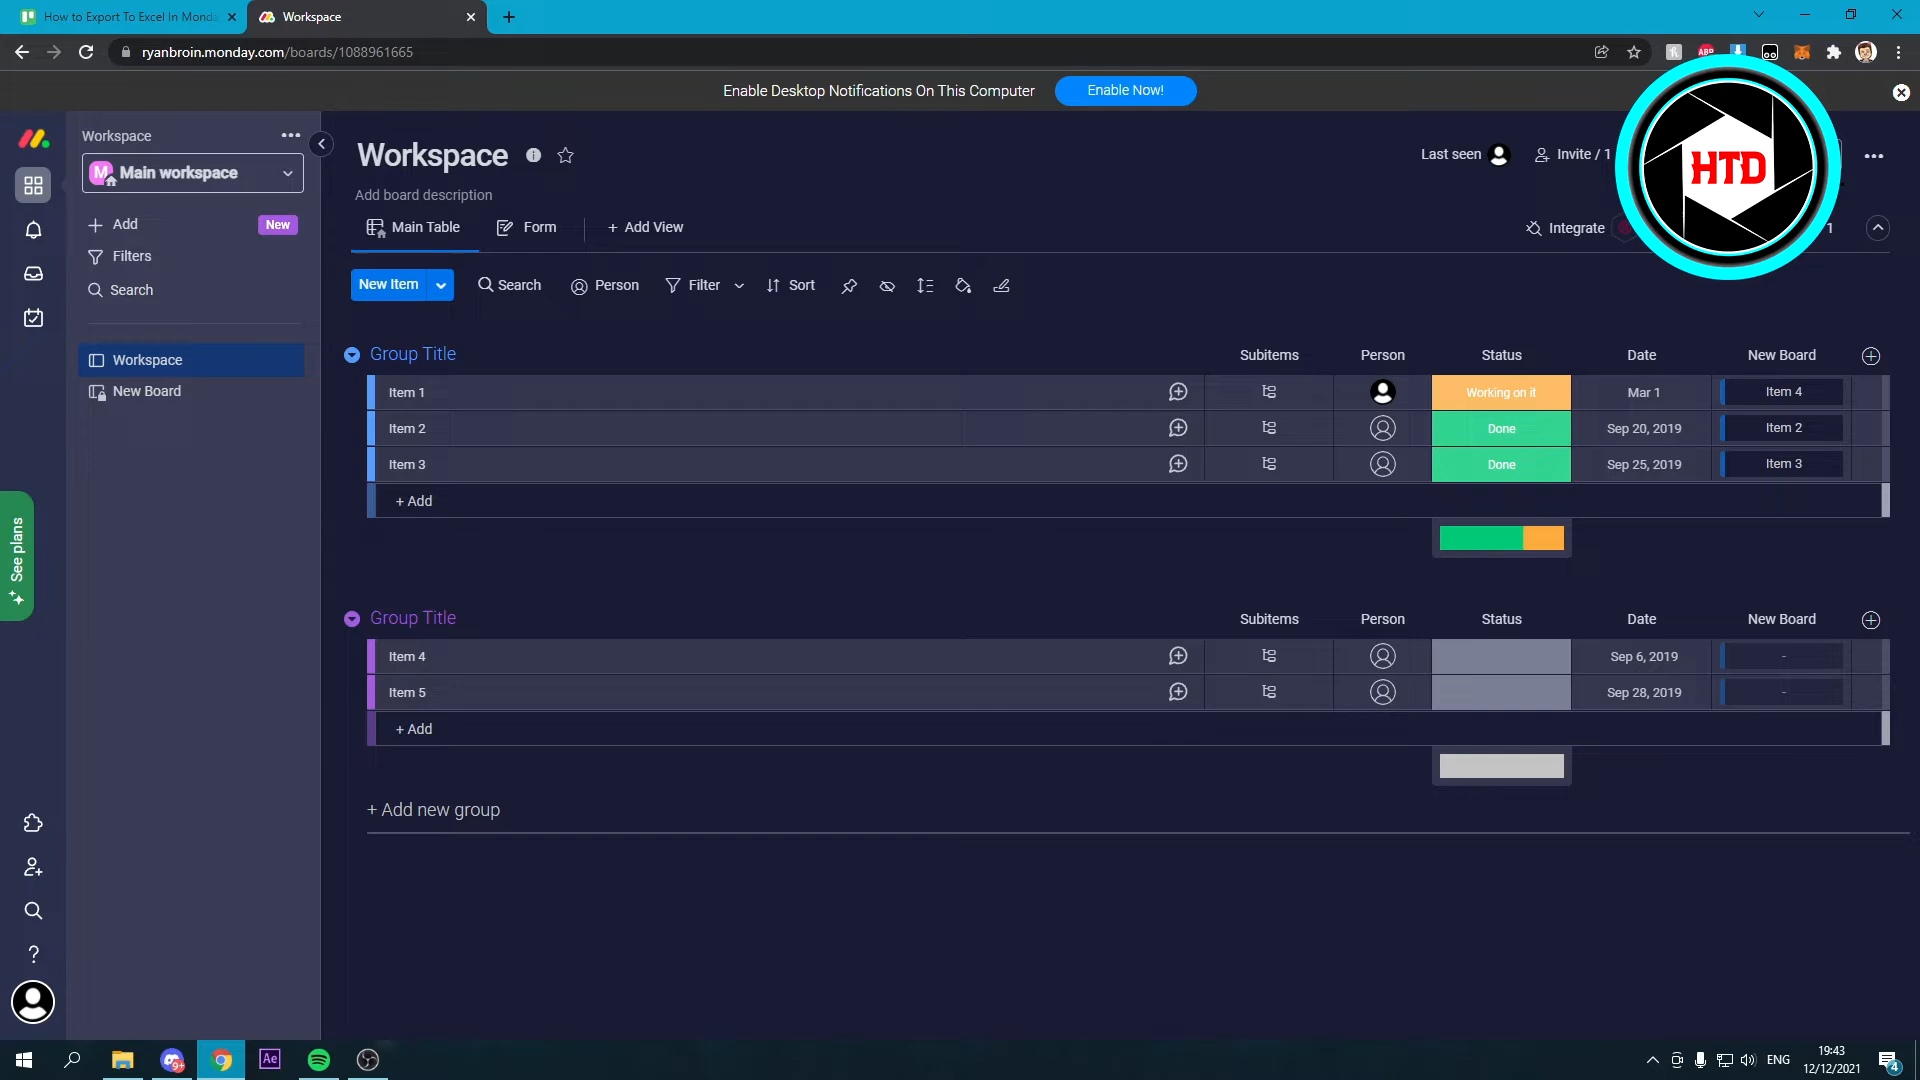 How to Export To Excel In Monda
Workspace
ryanbroin.monday.com/boards/1088961665
ABP
Enable Desktop Notifications On This Computer
Enable Now!
Workspace
M
Main workspace
Add
New
Filters
Search
Workspace
New Board
See plans
Workspace
Add board description
Last seen
Invite / 1
HTD
Main Table
Form
+ Add View
Integrate
1
New Item
Search
Person
Filter
Sort
Group Title
Subitems
Person
Status
Date
New Board
Item 1
Working on it
Mar 1
Item 4
Item 2
Done
Sep 20, 2019
Item 2
Item 3
Done
Sep 25, 2019
Item 3
+ Add
Group Title
Subitems
Person
Status
Date
New Board
Item 4
Sep 6, 2019
-
Item 5
Sep 28, 2019
-
+ Add
+ Add new group
9+
Ae
ENG
19:43
12/12/2021
4